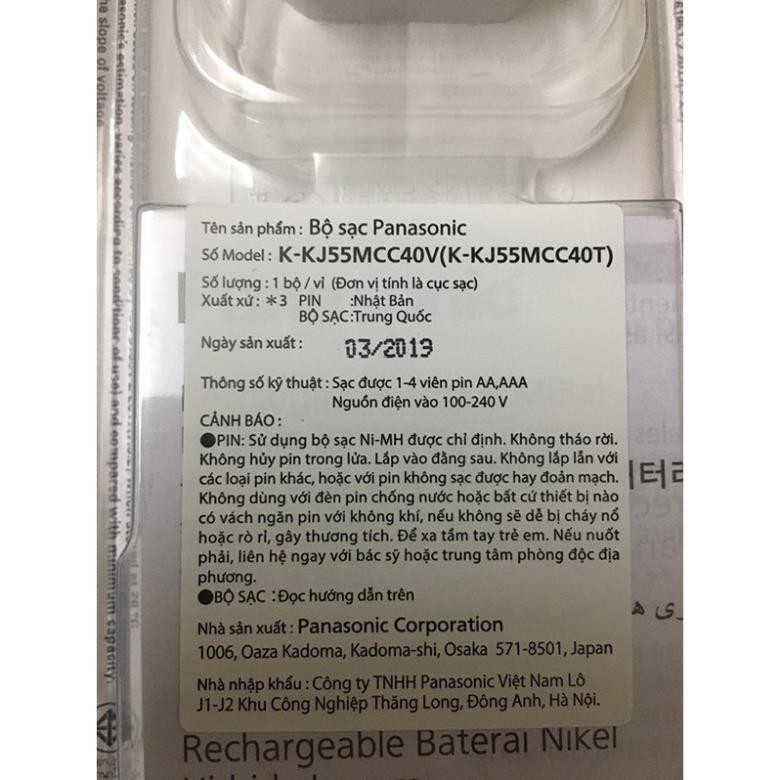 the slope of voltage
Tên sản phẩm : Bộ sạc Panasonic
Số Model : K-KJ55MCC40V(K-KJ55MCC40T)
Số lượng : 1 bộ / vỉ (Đơn vị tính là cục sạc)
Xuất xứ : *3 PIN :Nhật Bản
BỘ SẠC:Trung Quốc
Ngày sản xuất : 03/2019
Thông số kỹ thuật : Sạc được 1-4 viên pin AA,AAA
Nguồn điện vào 100-240 V
CẢNH BÁO :
●PIN: Sử dụng bộ sạc Ni-MH được chỉ định. Không tháo rời.
Không hủy pin trong lửa. Lắp vào đằng sau. Không lắp lẫn với
các loại pin khác, hoặc với pin không sạc được hay đoản mạch.
Không dùng với đèn pin chống nước hoặc bất cứ thiết bị nào
có vách ngăn pin với không khí, nếu không sẽ dễ bị cháy nổ
hoặc rò rỉ, gây thương tích. Để xa tầm tay trẻ em. Nếu nuốt
phải, liên hệ ngay với bác sỹ hoặc trung tâm phòng độc địa
phương.
●BỘ SẠC :Đọc hướng dẫn trên
Nhà sản xuất : Panasonic Corporation
1006, Oaza Kadoma, Kadoma-shi, Osaka 571-8501, Japan
Nhà nhập khẩu : Công ty TNHH Panasonic Việt Nam Lô
J1-J2 Khu Công Nghiệp Thăng Long, Đông Anh, Hà Nội.
Rechargeable Baterai Nikel